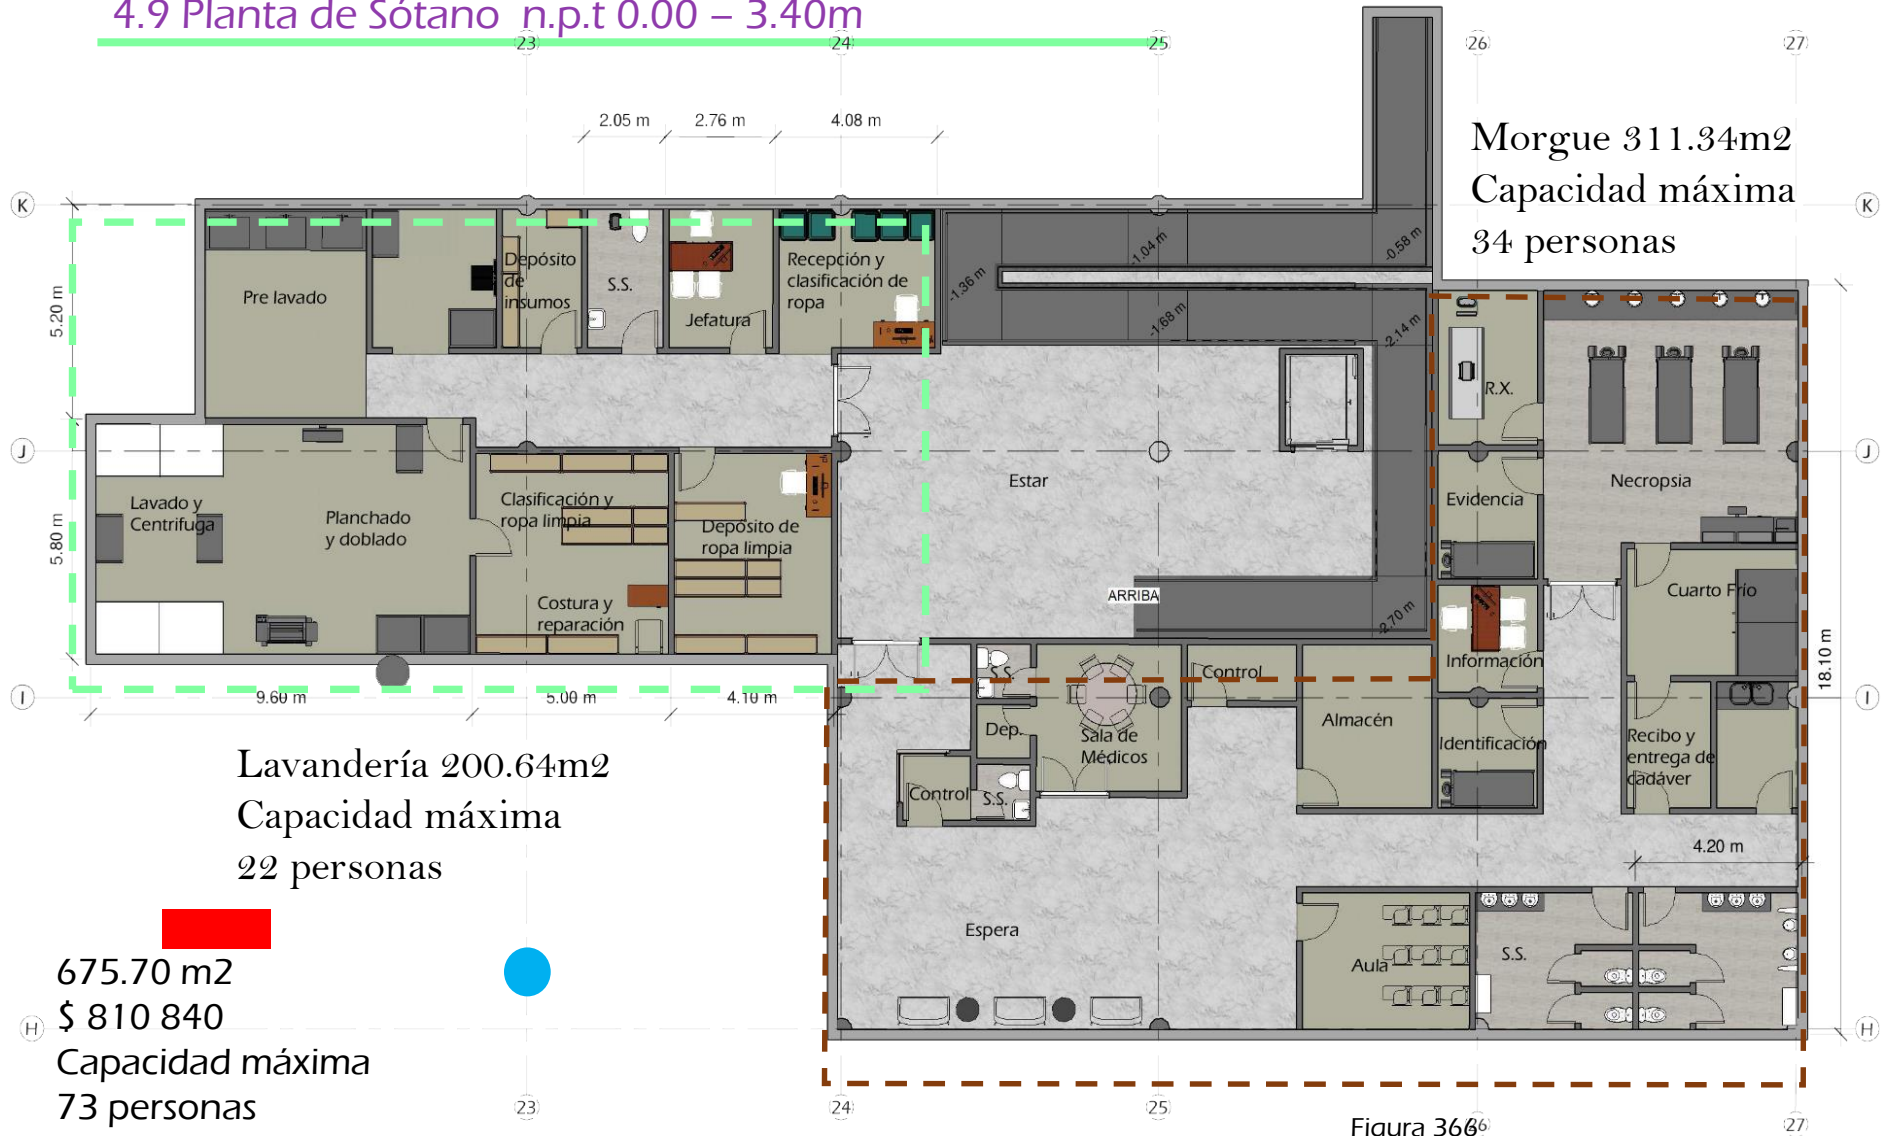 4.9 Planta de Sótano n.p.t 0.00 – 3.40m
23
24
25
26
27
2.05 m
2.76 m
4.08 m
Morgue 311.34m2
Capacidad máxima
34 personas
K
K
5.20 m
Pre lavado
Depósito
de
insumos
S.S.
Jefatura
Recepción y
clasificación de
ropa
-1.36 m
-1.04 m
-0.58 m
-1.68 m
-2.14 m
R.X.
J
J
5.80 m
Lavado y
Centrifuga
Planchado
y doblado
Clasificación y
ropa limpia
Depósito de
ropa limpia
Costura y
reparación
Estar
ARRIBA
-2.70 m
Evidencia
Necropsia
Cuarto Frío
Información
18.10 m
I
I
9.60 m
5.00 m
4.10 m
S.S.
Dep.
Sala de
Médicos
Control
Almacén
Identificación
Recibo y
entrega de
cadáver
Control
S.S.
Lavandería 200.64m2
Capacidad máxima
22 personas
4.20 m
Espera
Aula
S.S.
675.70 m2
$ 810 840
Capacidad máxima
73 personas
H
H
23
24
25
26
27
Figura 366